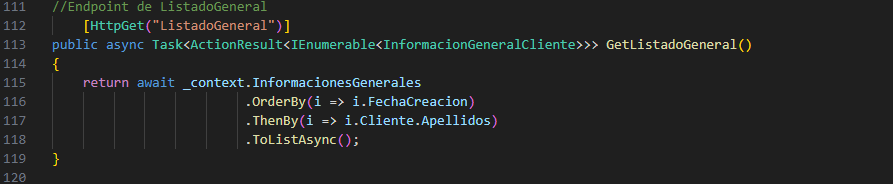 111 //Endpoint de ListadoGeneral
112 [HttpGet("ListadoGeneral")]
113 public async Task<ActionResult<IEnumerable<InformacionGeneralCliente>>> GetListadoGeneral()
114 {
115 return await _context.InformacionesGenerales
116 .OrderBy(i => i.FechaCreacion)
117 .ThenBy(i => i.Cliente.Apellidos)
118 .ToListAsync();
119 }
120